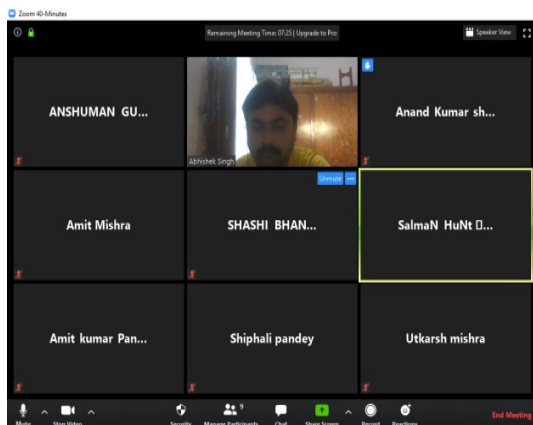 Zoom 40-Minutes
Remaining Meeting Time: 07:25 | Upgrade to Pro
Speaker View
ANSHUMAN GU...
Abhishek Singh
Anand Kumar sh...
Amit Mishra
Unmute ...
SHASHI BHAN...
SalmaN HuNt ▯...
Amit kumar Pan...
Shiphali pandey
Utkarsh mishra
9
Mute
Stop Video
Security
Manage Participants
Chat
Share Screen
Record
Reactions
End Meeting